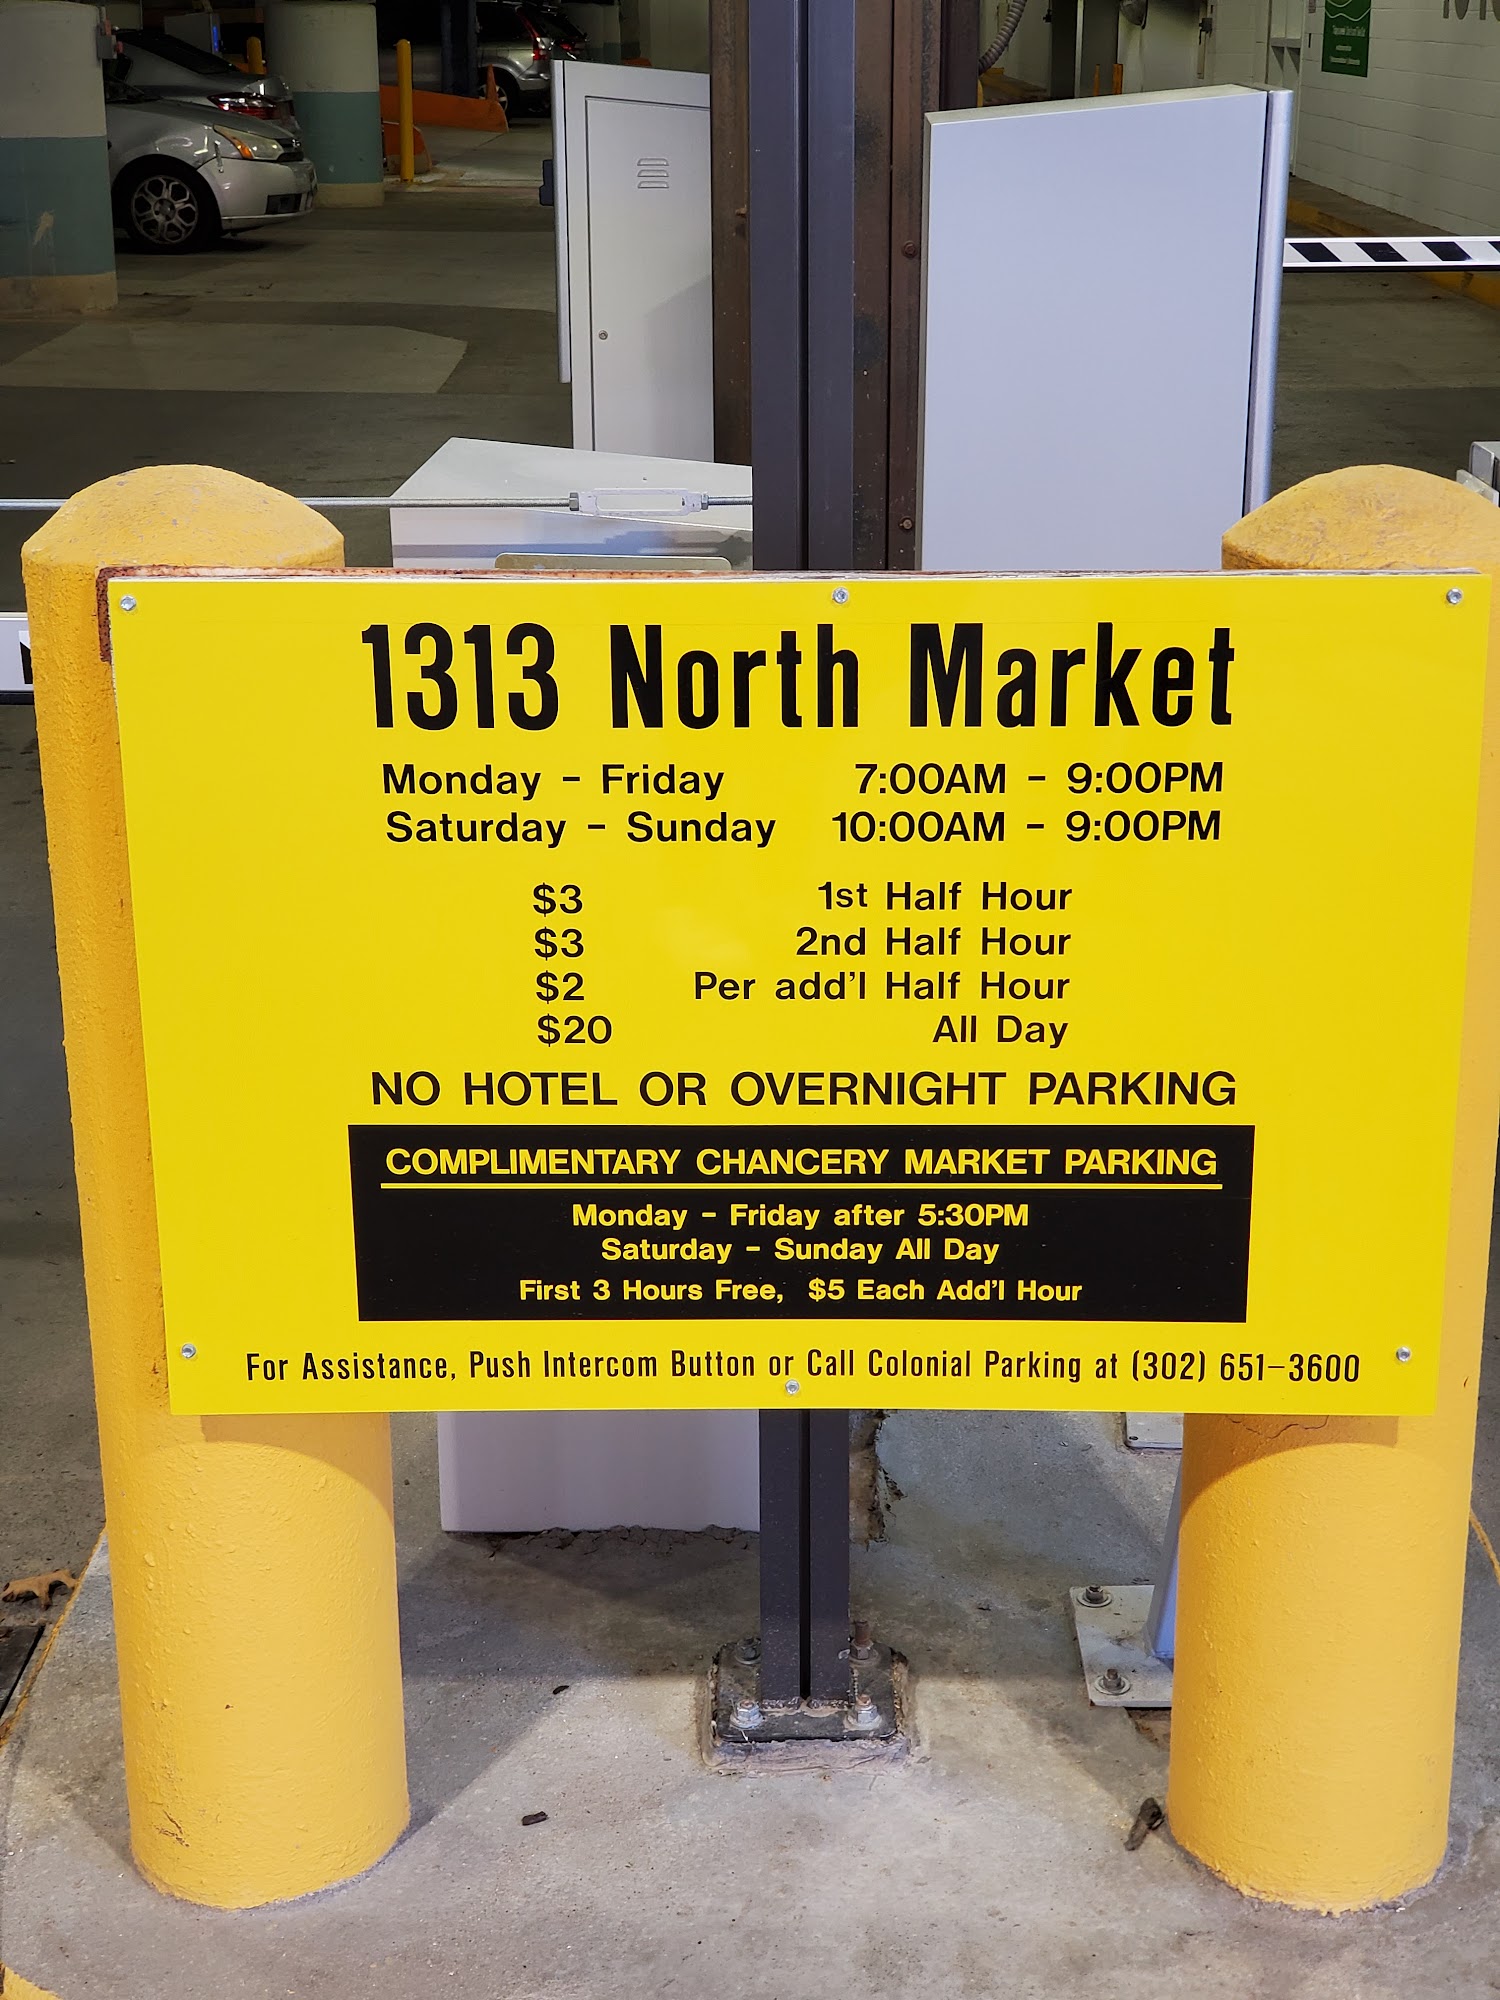 1313 North Market
Monday - Friday 7:00AM - 9:00PM
Saturday - Sunday 10:00AM - 9:00PM
$3 1st Half Hour
$3 2nd Half Hour
$2 Per add'l Half Hour
$20 All Day
NO HOTEL OR OVERNIGHT PARKING
COMPLIMENTARY CHANCERY MARKET PARKING
Monday - Friday after 5:30PM
Saturday - Sunday All Day
First 3 Hours Free, $5 Each Add'l Hour
For Assistance, Push Intercom Button or Call Colonial Parking at (302) 651-3600